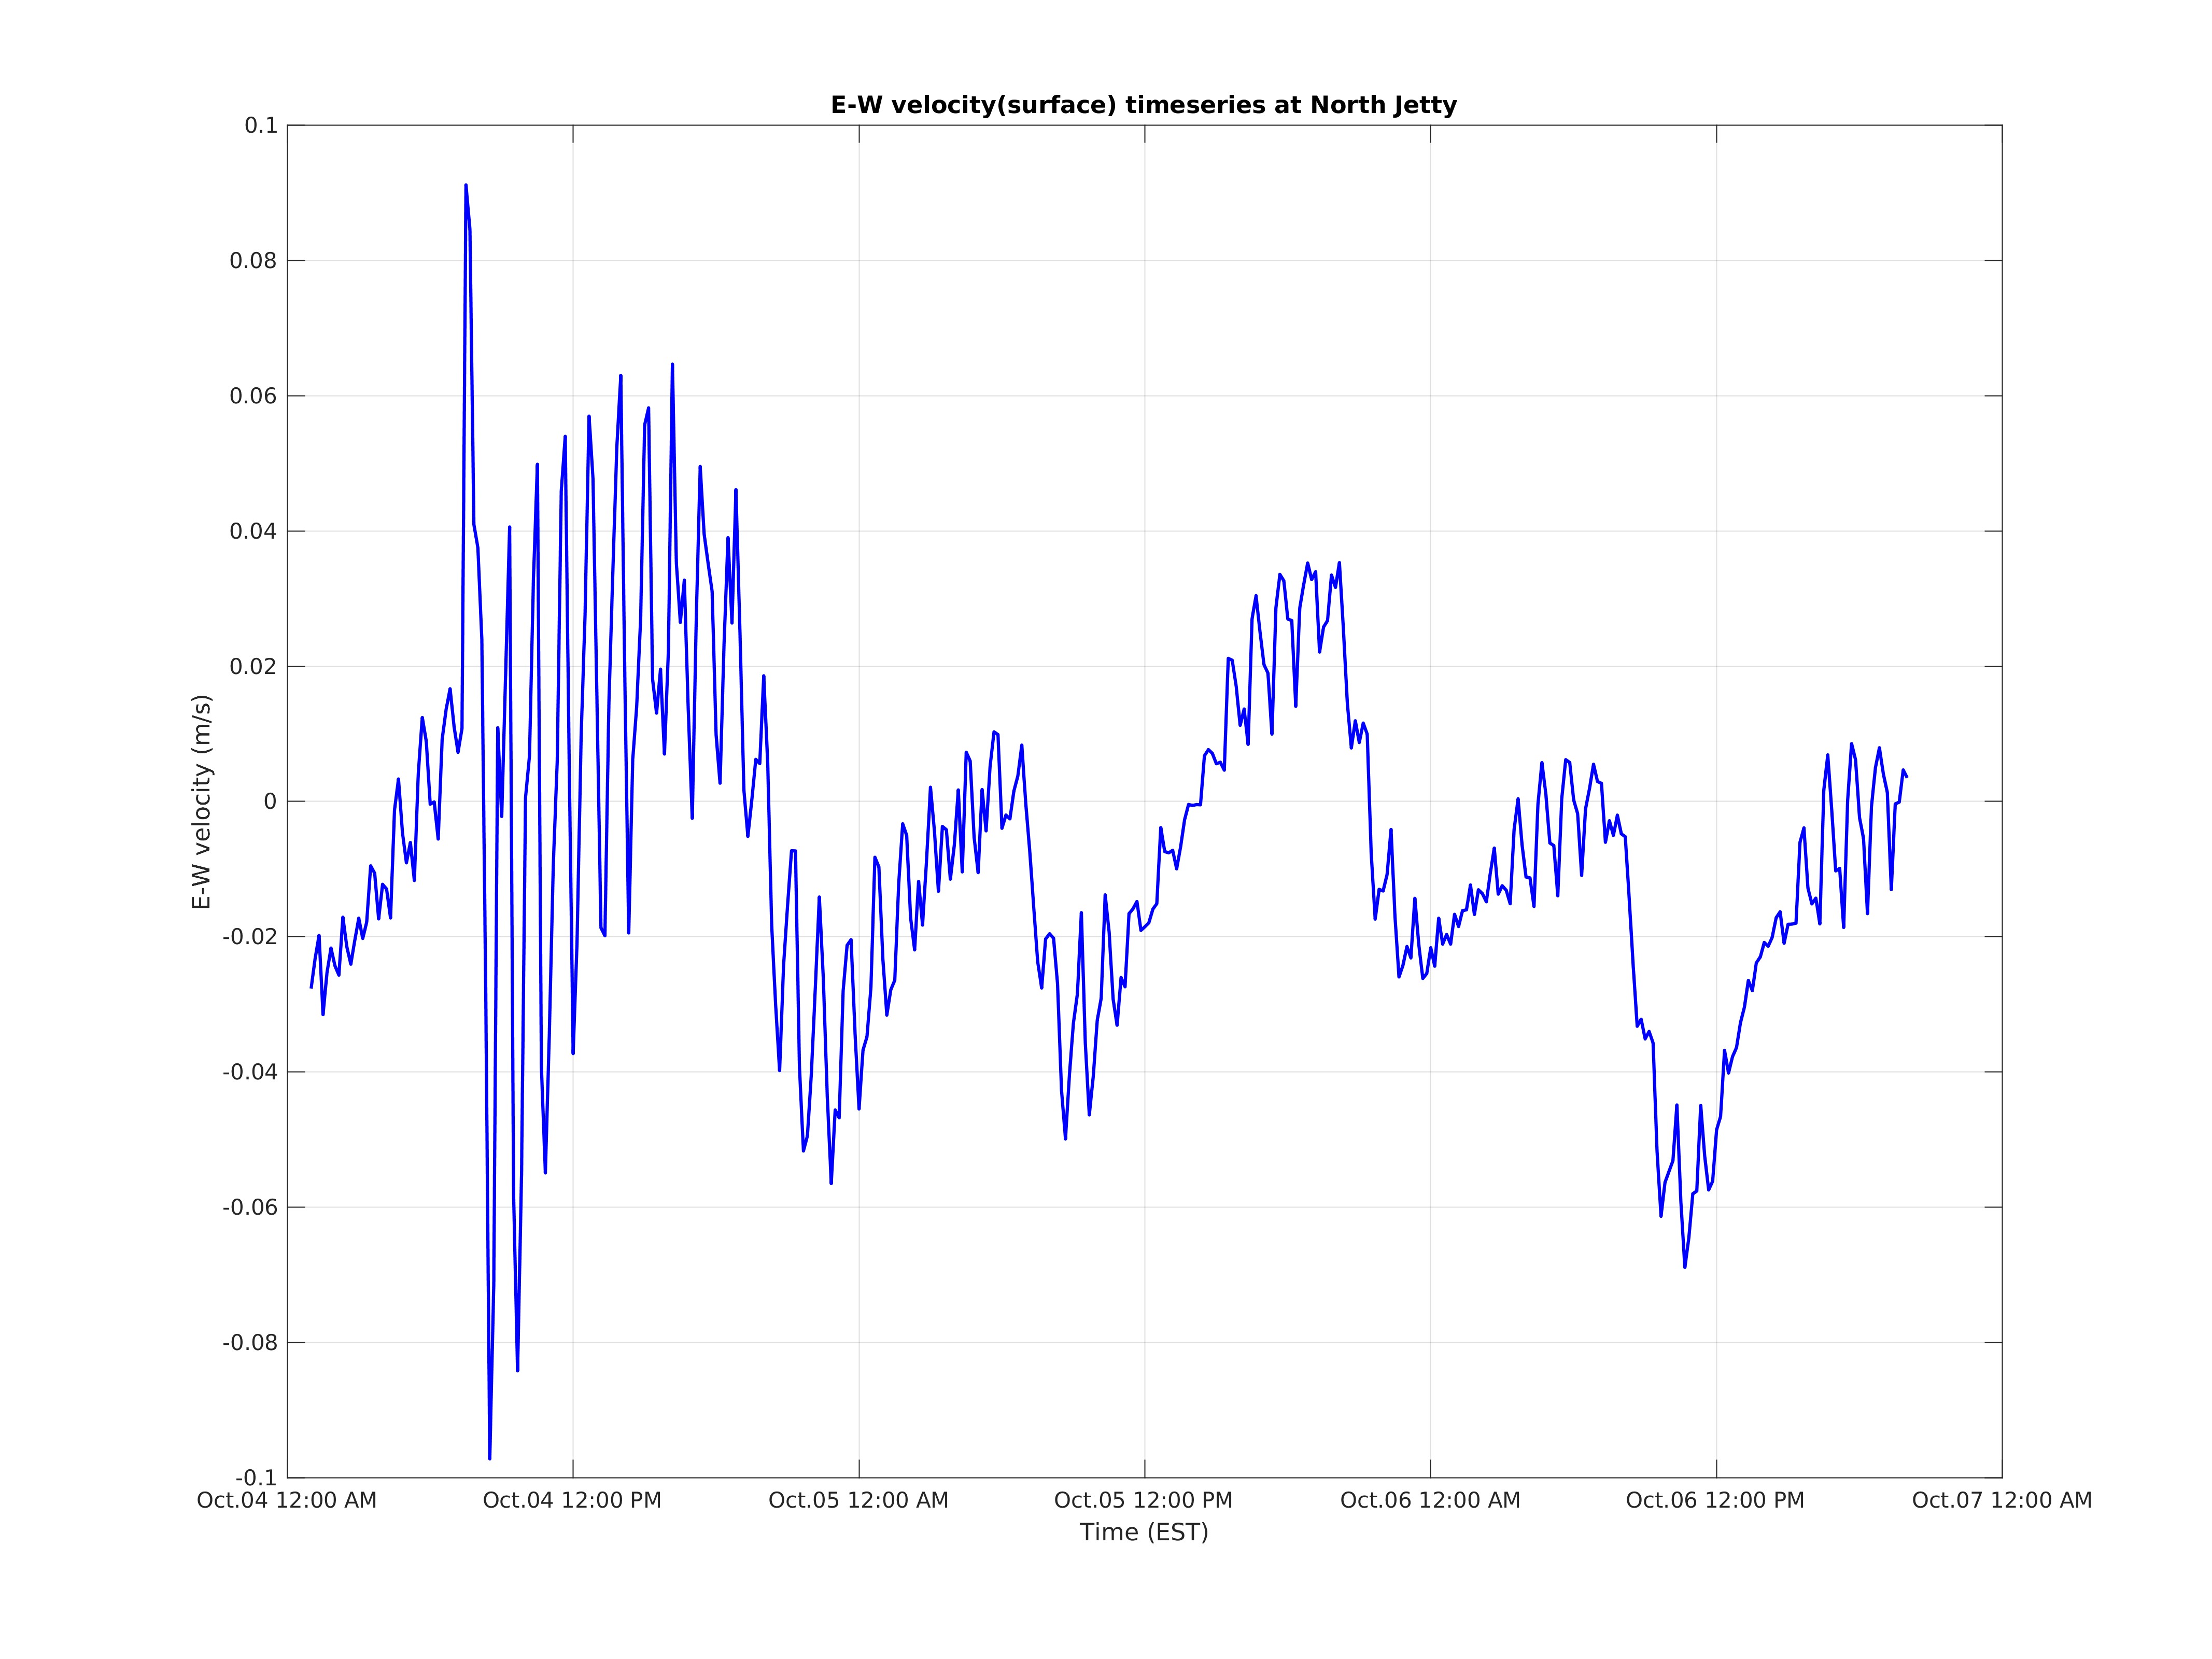 E-W velocity(surface) timeseries at North Jetty
0.1
0.08
0.06
0.04
0.02
0
-0.02
-0.04
-0.06
-0.08
-0.1
E-W velocity (m/s)
Oct.04 12:00 AM Oct.04 12:00 PM Oct.05 12:00 AM Oct.05 12:00 PM Oct.06 12:00 AM Oct.06 12:00 PM Oct.07 12:00 AM
Time (EST)